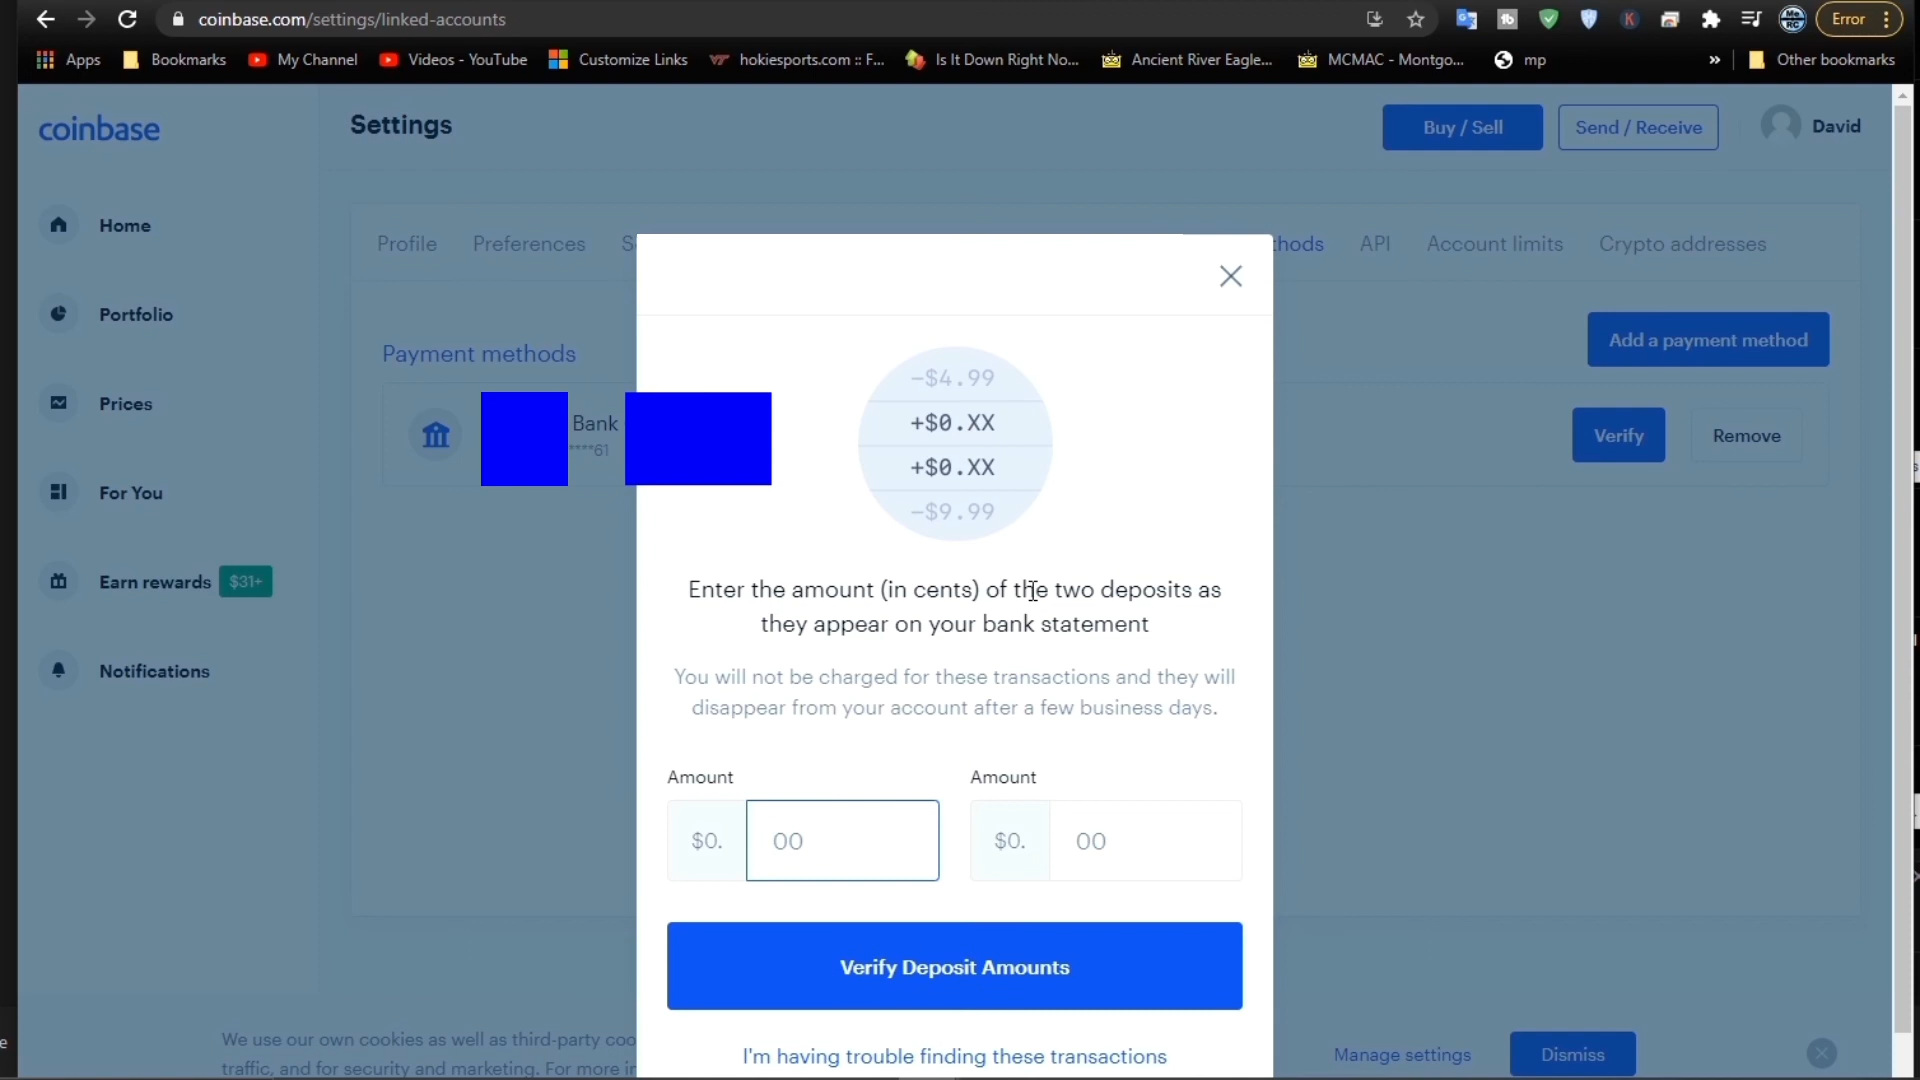 coinbase.com/settings/linked-accounts
Error
Apps
Bookmarks
My Channel
Videos - YouTube
Customize Links
hokiesports.com :: F...
Is It Down Right No...
Ancient River Eagle...
MCMAC - Montgo...
mp
»
Other bookmarks
coinbase
Settings
Buy / Sell
Send / Receive
David
Home
Portfolio
Prices
For You
Earn rewards $31+
Notifications
Profile
Preferences
S
thods
API
Account limits
Crypto addresses
Payment methods
Add a payment method
Bank
****61
Verify
Remove
-$4.99
+$0.XX
+$0.XX
-$9.99
Enter the amount (in cents) of the two deposits as
they appear on your bank statement
You will not be charged for these transactions and they will
disappear from your account after a few business days.
Amount
Amount
$0. 00
$0. 00
Verify Deposit Amounts
I'm having trouble finding these transactions
We use our own cookies as well as third-party coo
traffic, and for security and marketing. For more in
Manage settings
Dismiss